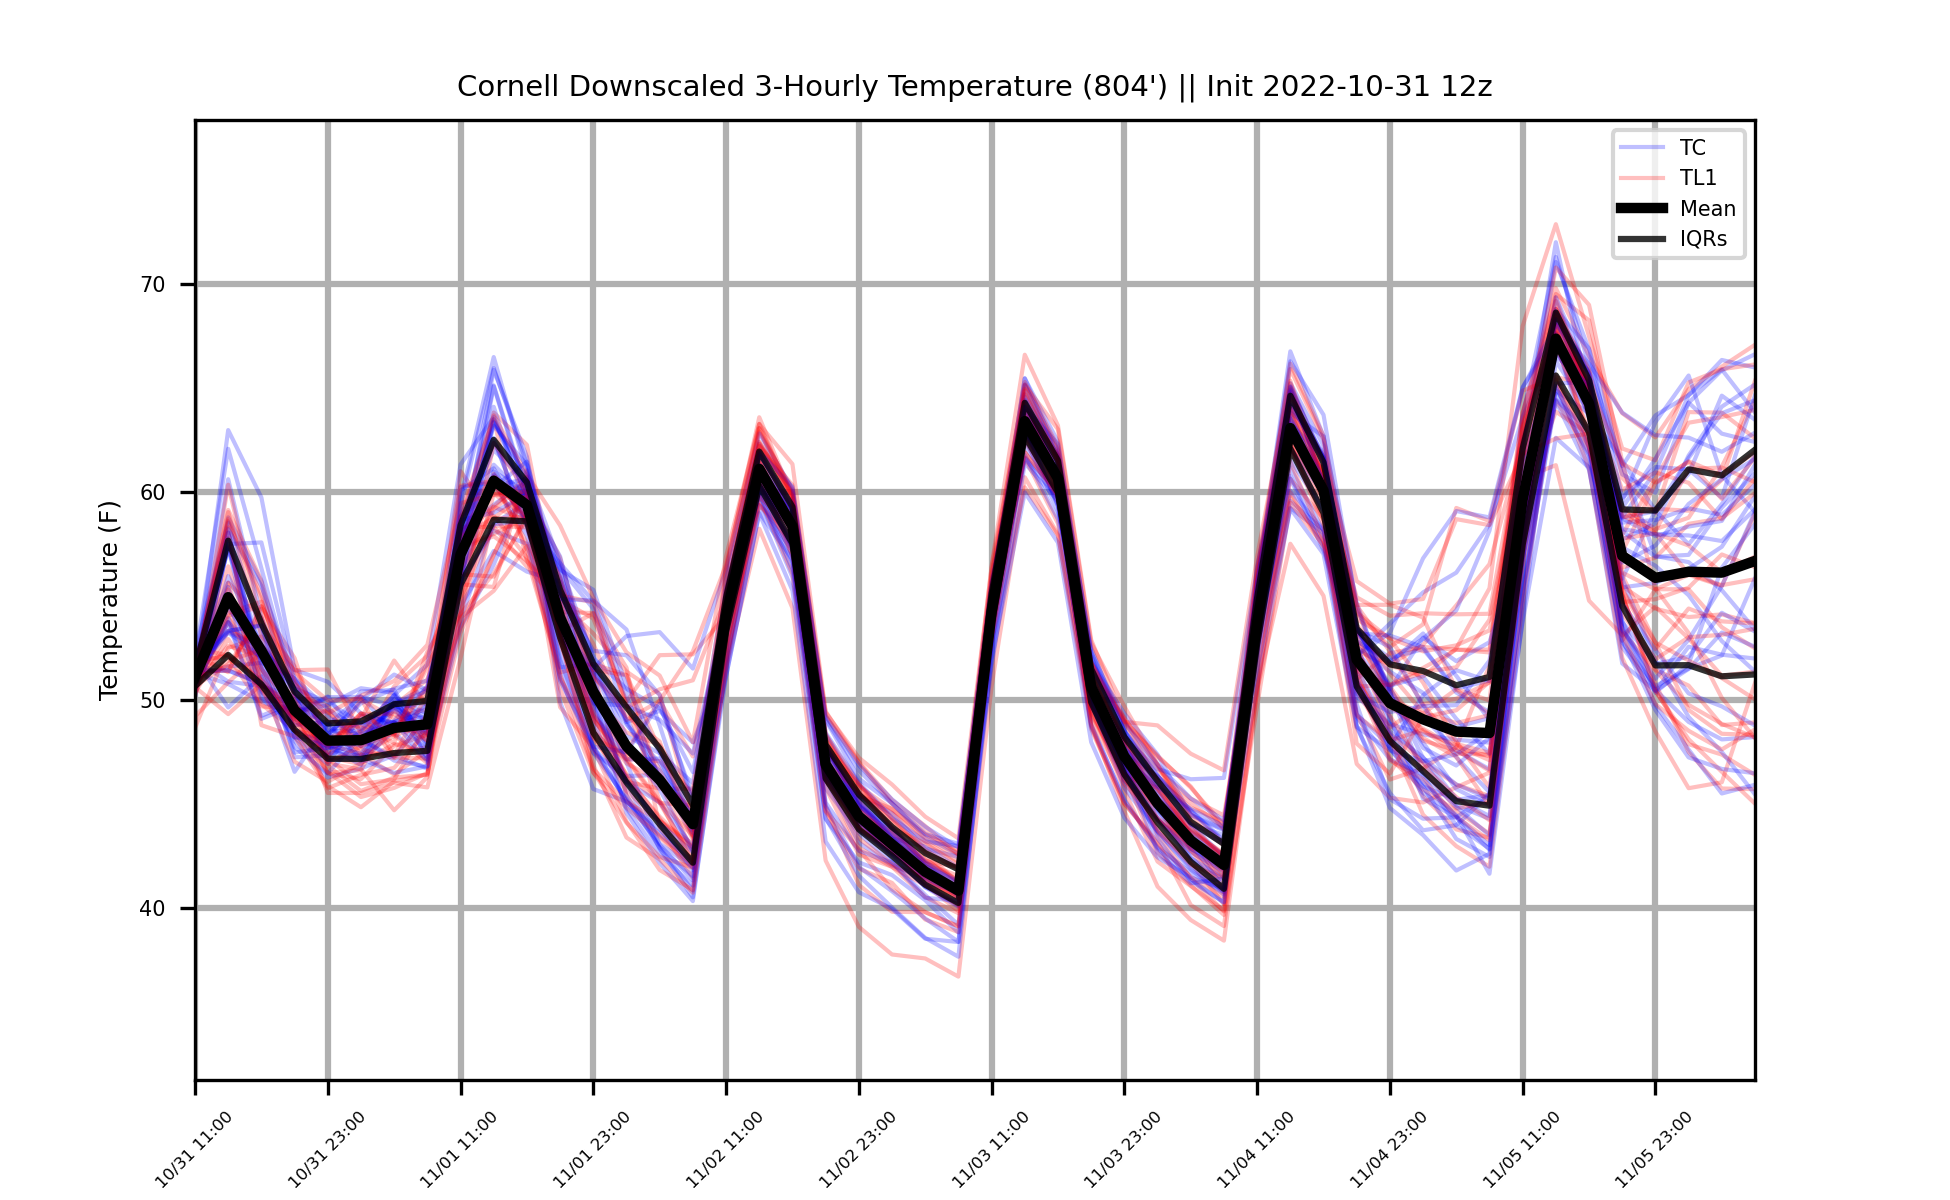 Cornell Downscaled 3-Hourly Temperature (804') || Init 2022-10-31 12z
TC
TL1
Mean
IQRs
Temperature (F)
70
60
50
40
10/31 11:00
10/31 23:00
11/01 11:00
11/01 23:00
11/02 11:00
11/02 23:00
11/03 11:00
11/03 23:00
11/04 11:00
11/04 23:00
11/05 11:00
11/05 23:00